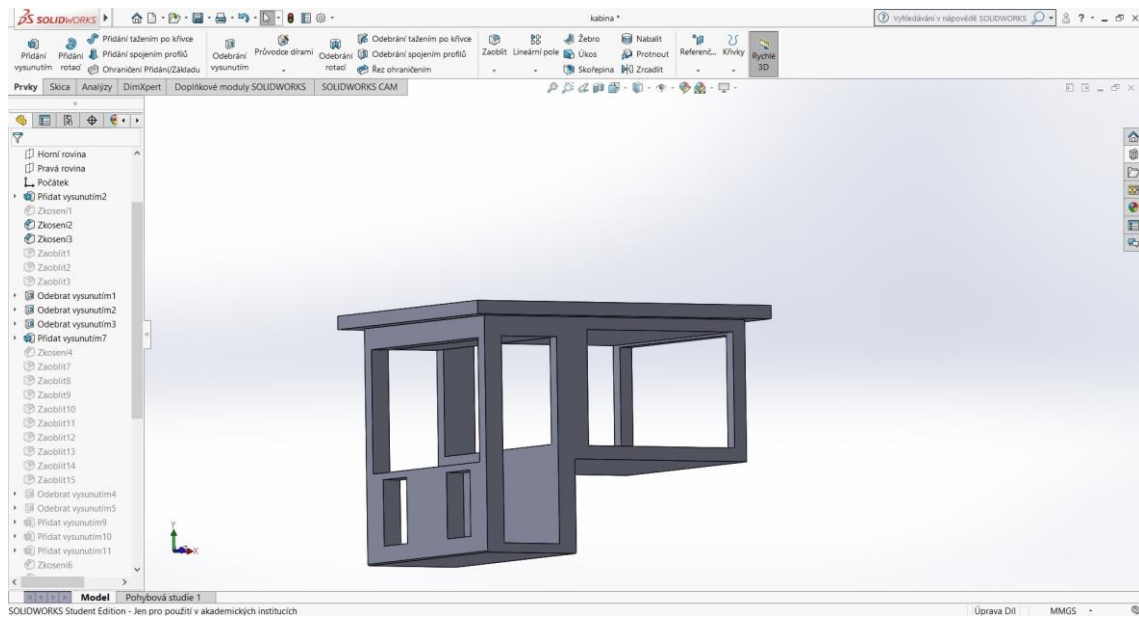 SOLIDWORKS
kabina *
Vyhledávání v nápovědě SOLIDWORKS
Přidání vysunutím
Přidání rotací
Přidání tažením po křivce
Přidání spojením profilů
Ohraničení Přidání/Základu
Odebrání vysunutím
Průvodce dírami
Odebrání rotací
Odebrání tažením po křivce
Odebrání spojením profilů
Řez ohraničením
Zaoblit
Lineární pole
Žebro
Úkos
Skořepina
Nabalit
Protnout
Zrcadlit
Referenč...
Křivky
Rychlé 3D
Prvky Skica Analýzy DimXpert Doplňkové moduly SOLIDWORKS SOLIDWORKS CAM
Horní rovina
Pravá rovina
Počátek
Přidat vysunutím2
Zkosení1
Zkosení2
Zkosení3
Zaoblit1
Zaoblit2
Zaoblit3
Odebrat vysunutím1
Odebrat vysunutím2
Odebrat vysunutím3
Přidat vysunutím7
Zkosení4
Zaoblit7
Zaoblit8
Zaoblit9
Zaoblit10
Zaoblit11
Zaoblit12
Zaoblit13
Zaoblit14
Zaoblit15
Odebrat vysunutím4
Odebrat vysunutím5
Přidat vysunutím9
Přidat vysunutím10
Přidat vysunutím11
Zkosení6
Y
X
Model Pohybová studie 1
SOLIDWORKS Student Edition - Jen pro použití v akademických institucích
Úprava Díl MMGS